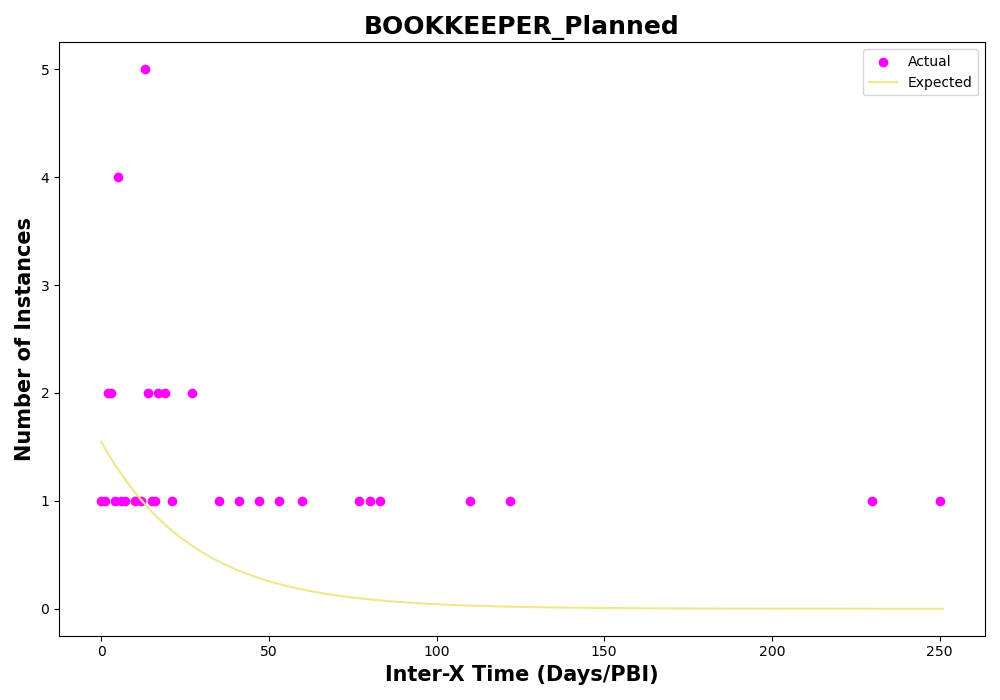 BOOKKEEPER_Planned
Actual
Expected
Number of Instances
5
4
3
2
1
0
0
50
100
150
200
250
Inter-X Time (Days/PBI)